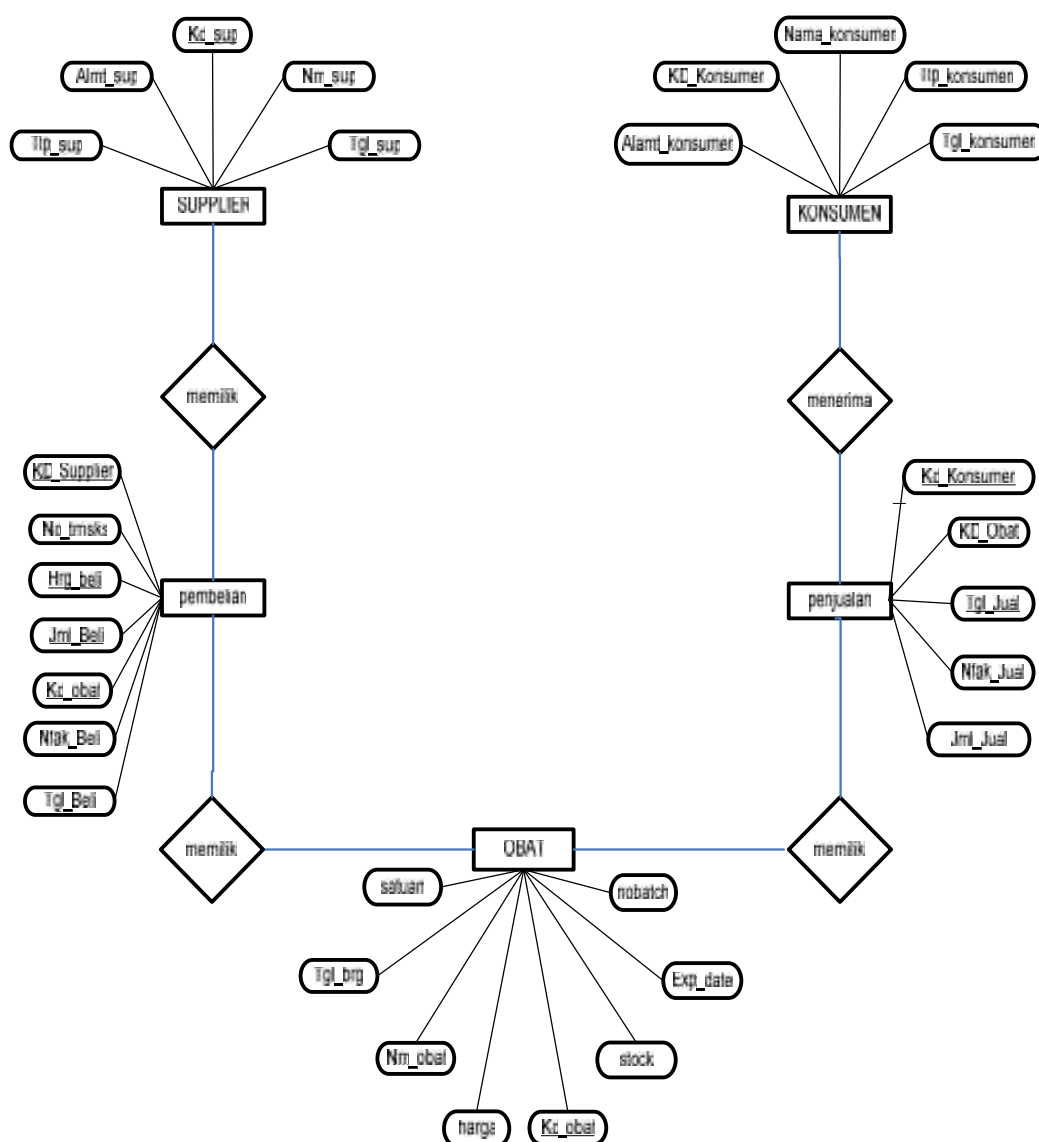 Kd_sup
Almt_sup
Nm_sup
Tlp_sup
Tgl_sup
SUPPLIER
Nama_konsumen
KD_Konsumen
Tlp_konsumen
Alamt_konsumen
Tgl_konsumen
KONSUMEN
memilik
menerima
KD_Supplier
No_trnsks
Hrg_beli
Jml_Beli
Kd_obat
Nfak_Beli
Tgl_Beli
pembelian
penjualan
Kd_Konsumen
KD_Obat
Tgl_Jual
Nfak_Jual
Jml_Jual
memilik
OBAT
memilik
satuan
nobatch
Tgl_brg
Exp_date
Nm_obat
stock
harga
Kd_obat